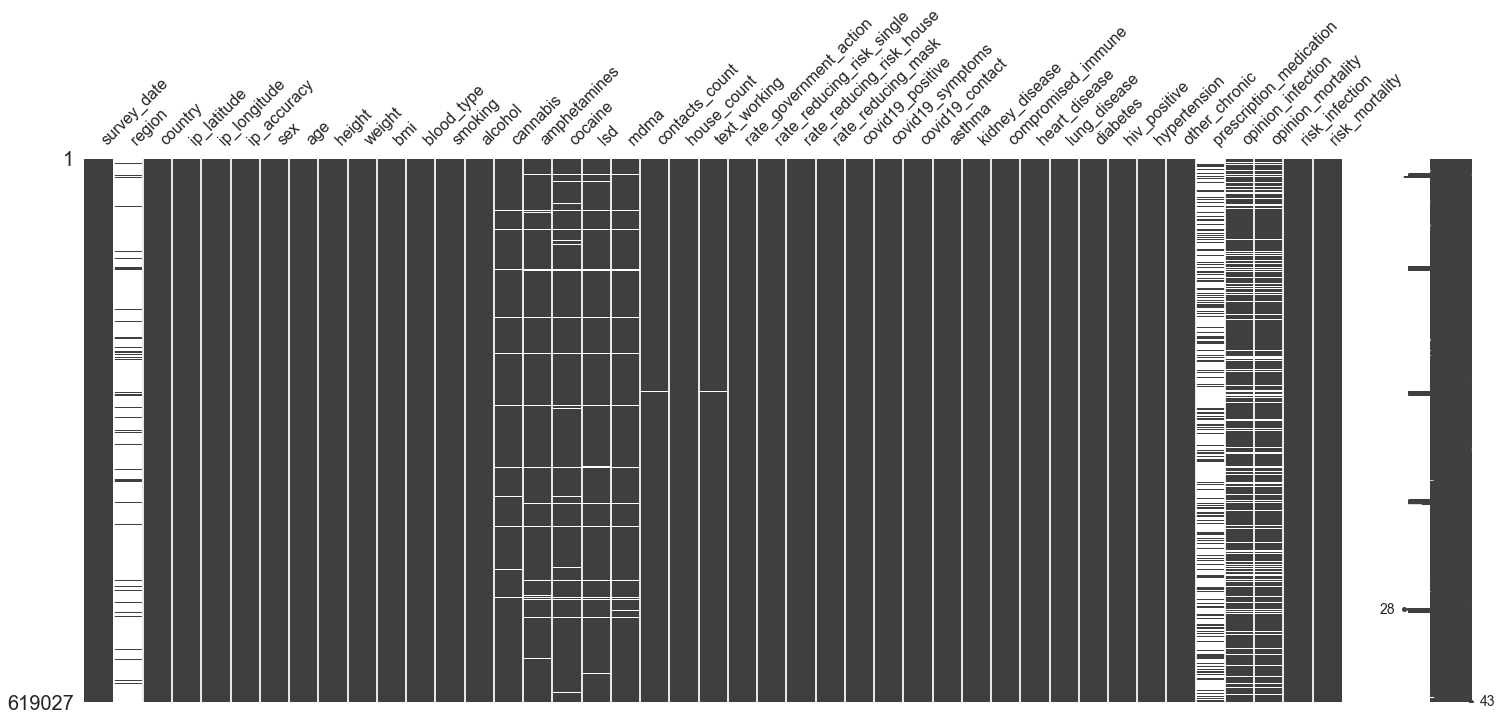 survey_date
region
country
ip_latitude
ip_longitude
ip_accuracy
sex
age
height
weight
bmi
blood_type
smoking
alcohol
cannabis
amphetamines
cocaine
lsd
mdma
contacts_count
house_count
text_working
rate_government_action
rate_reducing_risk_single
rate_reducing_risk_house
rate_reducing_mask
covid19_positive
covid19_symptoms
covid19_contact
asthma
kidney_disease
compromised_immune
heart_disease
lung_disease
diabetes
hiv_positive
hypertension
other_chronic
prescription_medication
opinion_infection
opinion_mortality
risk_infection
risk_mortality
1
28
619027
43